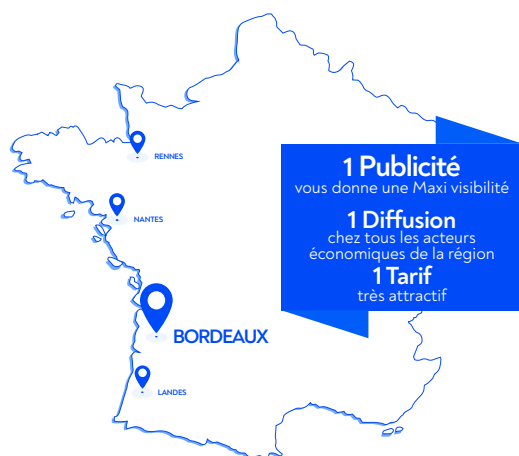 RENNES
NANTES
BORDEAUX
LANDES
1 Publicité
vous donne une Maxi visibilité
1 Diffusion
chez tous les acteurs
économiques de la région
1 Tarif
très attractif